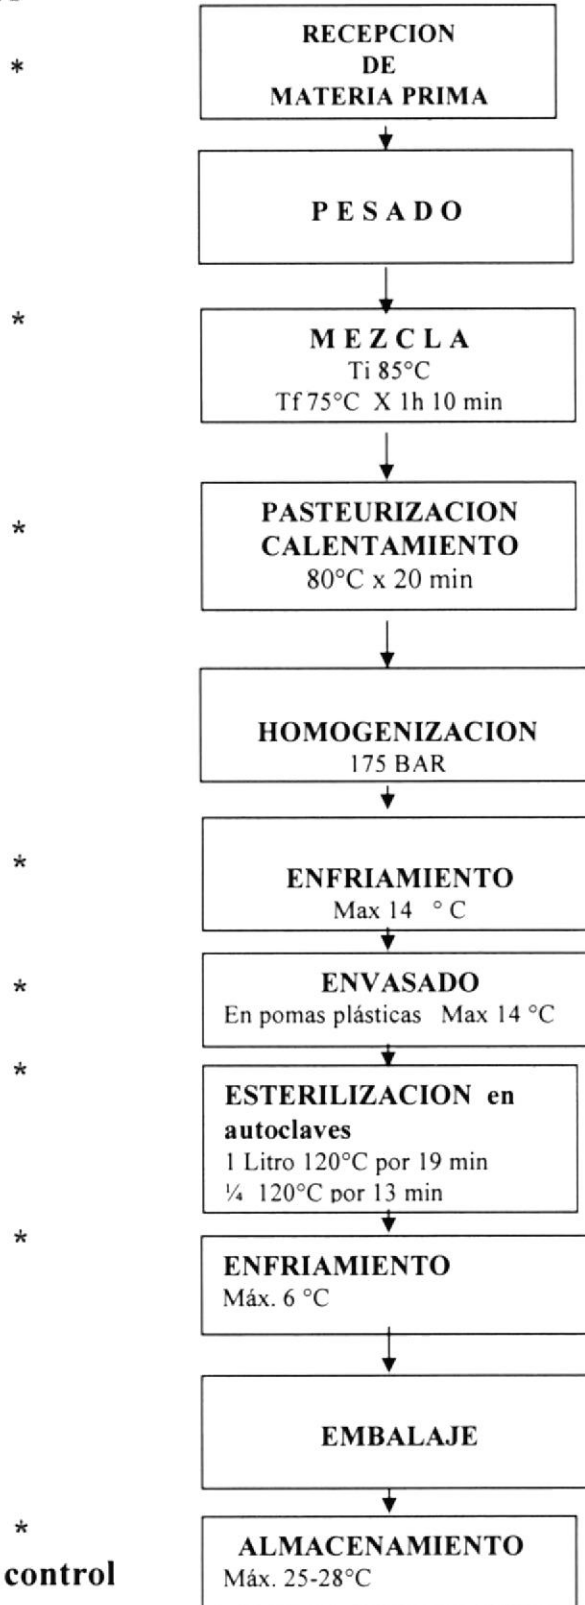 RECEPCION
* DE
MATERIA PRIMA
P E S A D O
* M E Z C L A
Ti 85°C
Tf 75°C X 1h 10 min
PASTEURIZACION
* CALENTAMIENTO
80°C x 20 min
HOMOGENIZACION
175 BAR
* ENFRIAMIENTO
Max 14 ° C
* ENVASADO
En pomas plásticas Max 14 °C
* ESTERILIZACION en
autoclaves
1 Litro 120°C por 19 min
¼ 120°C por 13 min
* ENFRIAMIENTO
Máx. 6 °C
EMBALAJE
* ALMACENAMIENTO
control Máx. 25-28°C